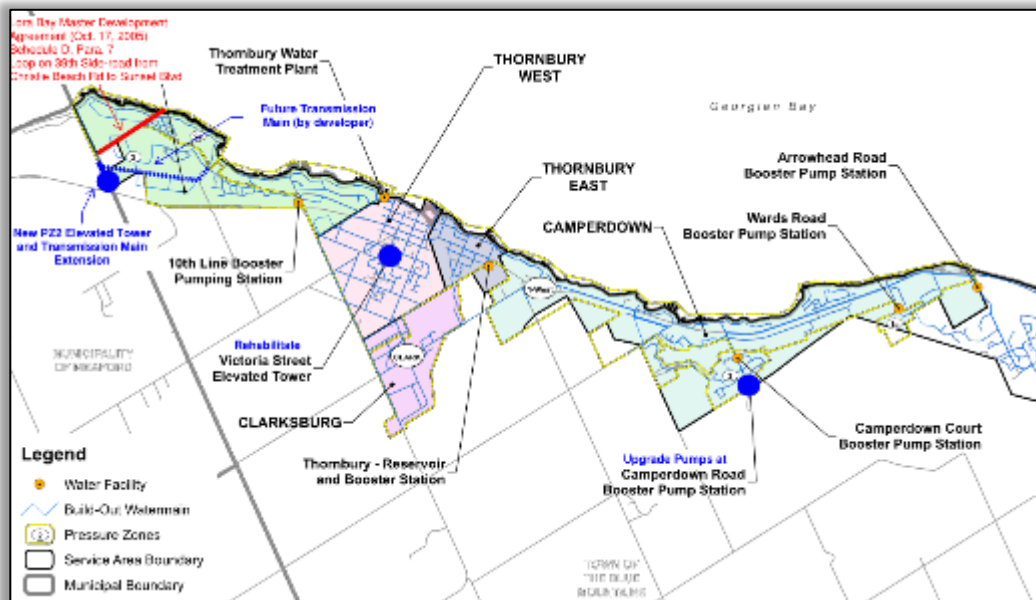 Lora Bay Master Development
Agreement (Oct. 17, 2005)
Schedule D, Para. 7
Loop on 39th Side-road from
Christie Beach Rd to Sunset Blvd
Thornbury Water
Treatment Plant
THORNBURY
WEST
Georgian Bay
Future Transmission
Main (by developer)
THORNBURY
EAST
Arrowhead Road
Booster Pump Station
CAMPERDOWN
Wards Road
Booster Pump Station
New PZ2 Elevated Tower
and Transmission Main
Extension
10th Line Booster
Pumping Station
MUNICIPALITY
OF MEAFORD
Rehabilitate
Victoria Street
Elevated Tower
CLARK
CLARKSBURG
Thornbury - Reservoir
and Booster Station
Upgrade Pumps at
Camperdown Road
Booster Pump Station
Camperdown Court
Booster Pump Station
Legend
Water Facility
Build-Out Watermain
Pressure Zones
Service Area Boundary
Municipal Boundary
TOWN OF
THE BLUE
MOUNTAINS